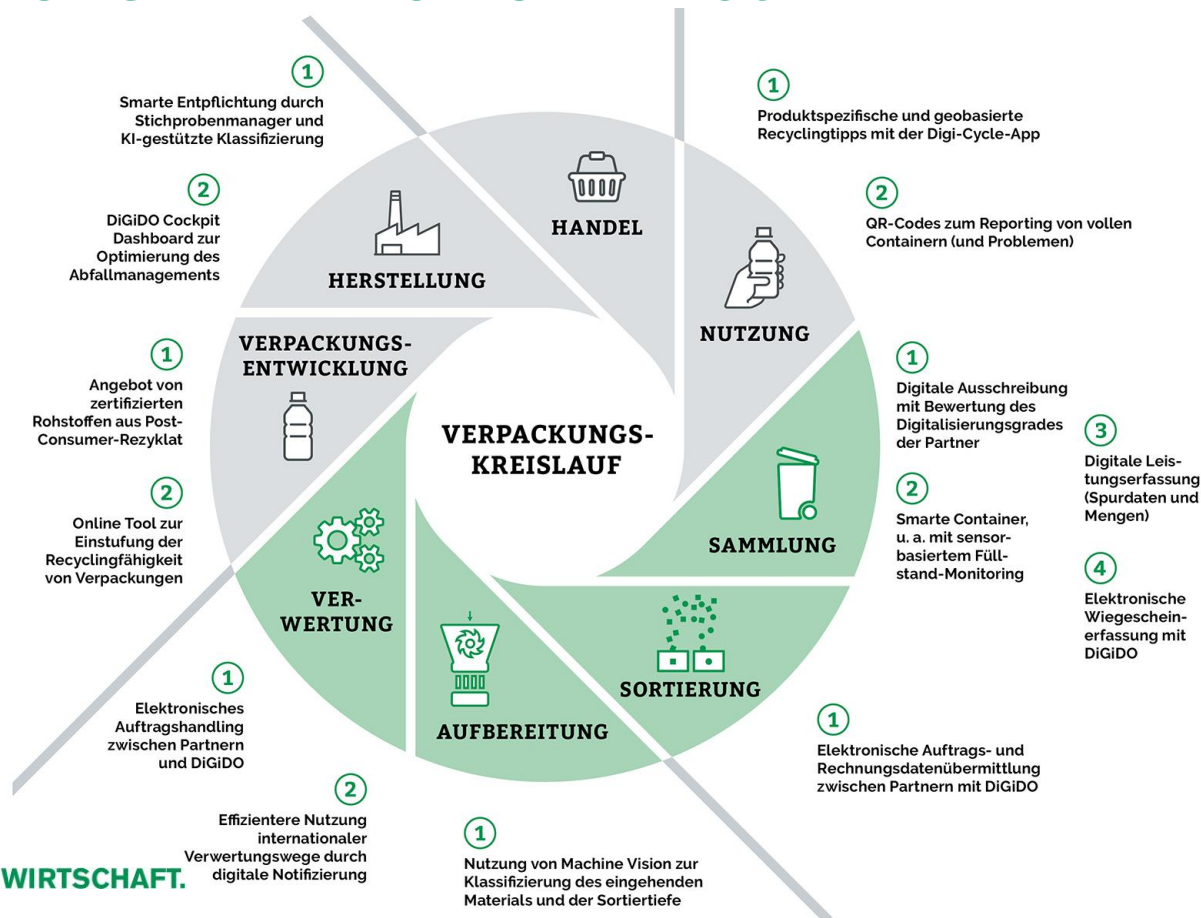 1
Smarte Entpflichtung durch
Stichprobenmanager und
KI-gestützte Klassifizierung
2
DiGiDO Cockpit
Dashboard zur
Optimierung des
Abfallmanagements
1
Angebot von
zertifizierten
Rohstoffen aus Post-
Consumer-Rezyklat
2
Online Tool zur
Einstufung der
Recyclingfähigkeit
von Verpackungen
1
Elektronisches
Auftragshandling
zwischen Partnern
und DiGiDO
2
Effizientere Nutzung
internationaler
Verwertungswege durch
digitale Notifizierung
WIRTSCHAFT.
HANDEL
HERSTELLUNG
NUTZUNG
VERPACKUNGS-
ENTWICKLUNG
VERPACKUNGS-
KREISLAUF
SAMMLUNG
VER-
WERTUNG
SORTIERUNG
AUFBEREITUNG
1
Produktspezifische und geobasierte
Recyclingtipps mit der Digi-Cycle-App
2
QR-Codes zum Reporting von vollen
Containern (und Problemen)
1
Digitale Ausschreibung
mit Bewertung des
Digitalisierungsgrades
der Partner
2
Smarte Container,
u. a. mit sensor-
basiertem Füll-
stand-Monitoring
3
Digitale Leis-
tungserfassung
(Spurdaten und
Mengen)
4
Elektronische
Wiegeschein-
erfassung mit
DiGiDO
1
Elektronische Auftrags- und
Rechnungsdatenübermittlung
zwischen Partnern mit DiGiDO
1
Nutzung von Machine Vision zur
Klassifizierung des eingehenden
Materials und der Sortiertiefe